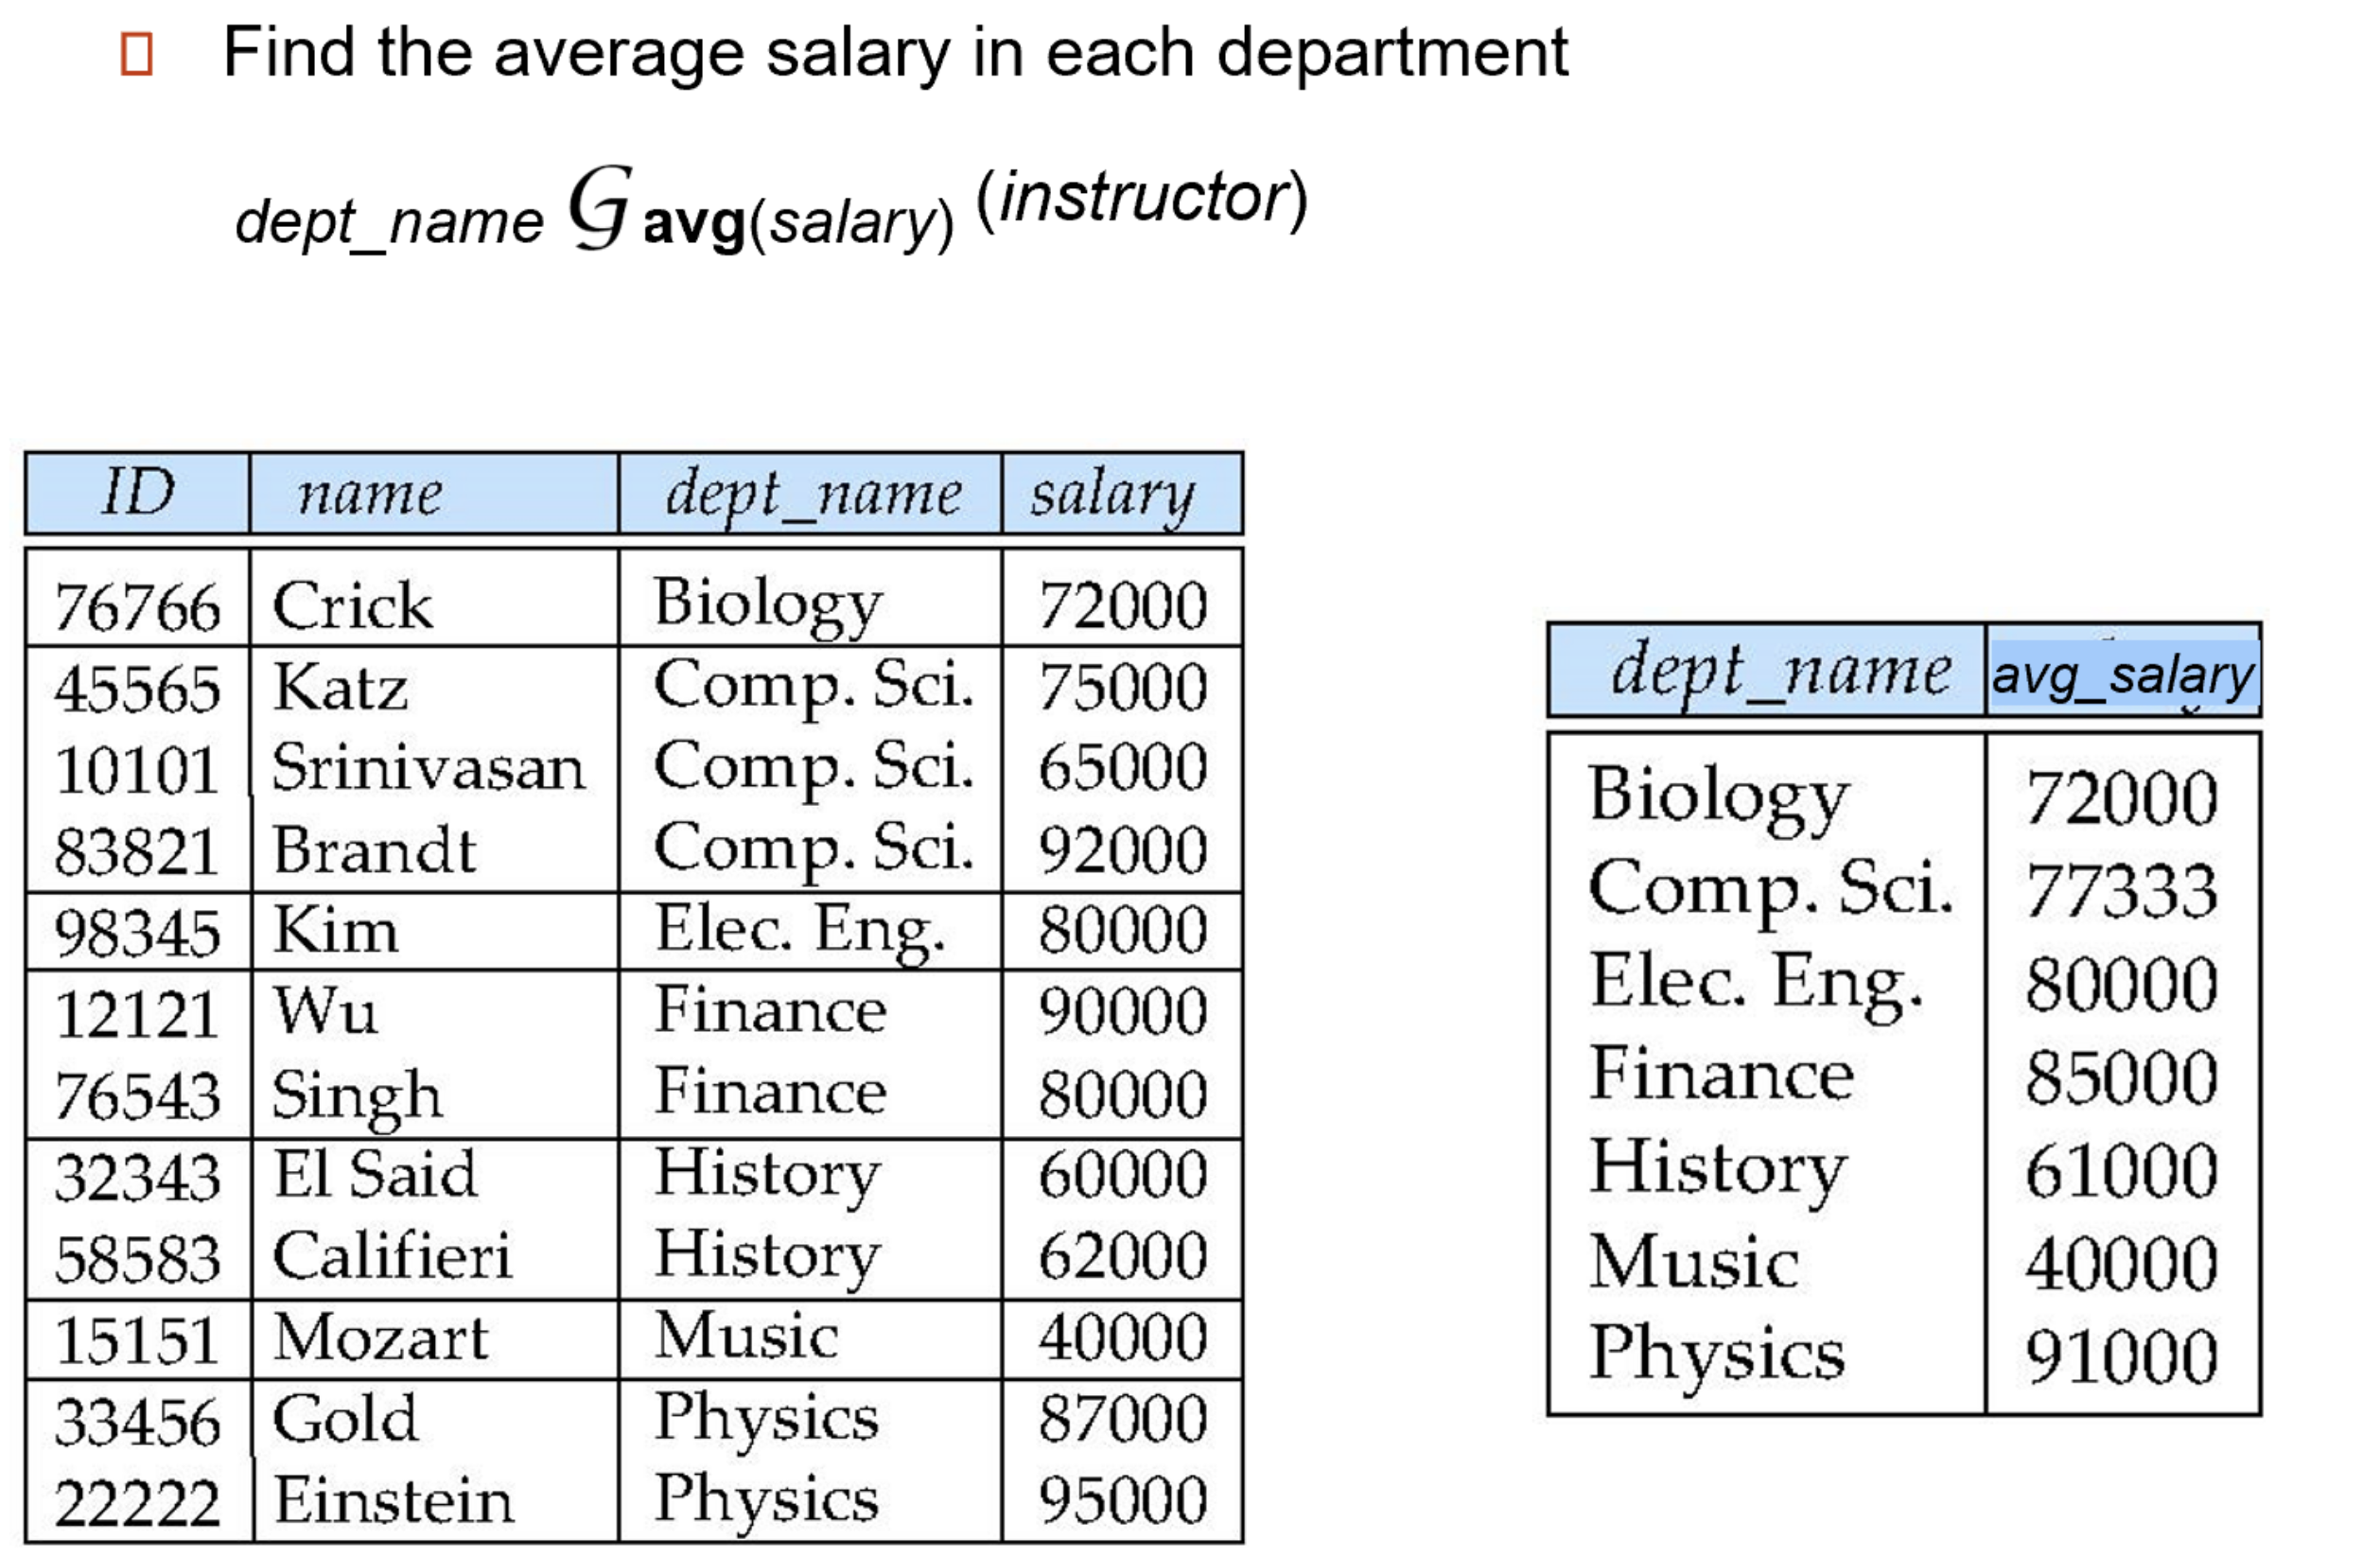 Find the average salary in each department
dept_name G avg(salary) (instructor)
ID name dept_name salary
76766 Crick Biology 72000
45565 Katz Comp. Sci. 75000
10101 Srinivasan Comp. Sci. 65000
83821 Brandt Comp. Sci. 92000
98345 Kim Elec. Eng. 80000
12121 Wu Finance 90000
76543 Singh Finance 80000
32343 El Said History 60000
58583 Califieri History 62000
15151 Mozart Music 40000
33456 Gold Physics 87000
22222 Einstein Physics 95000
dept_name avg_salary
Biology 72000
Comp. Sci. 77333
Elec. Eng. 80000
Finance 85000
History 61000
Music 40000
Physics 91000